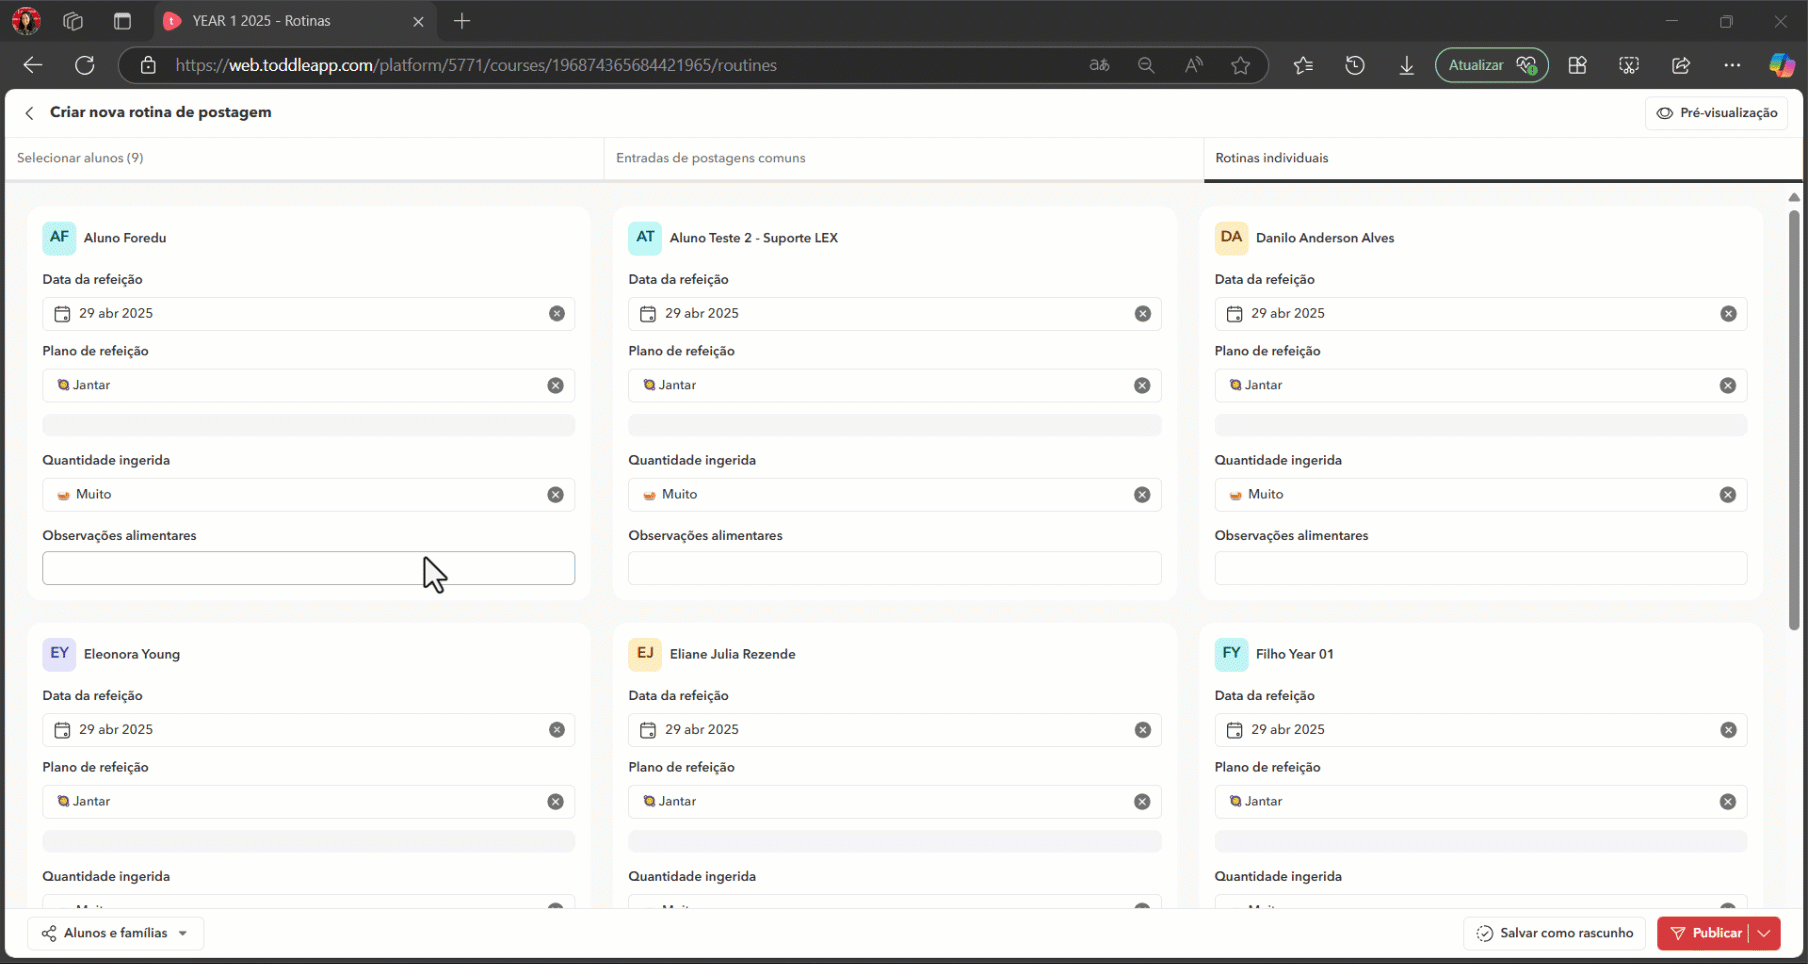 YEAR 1 2025 - Rotinas
https://web.toddleapp.com/platform/5771/courses/196874365684421965/routines
Atualizar
Criar nova rotina de postagem
Pré-visualização
Selecionar alunos (9)
Entradas de postagens comuns
Rotinas individuais
AF Aluno Foredu
Data da refeição
29 abr 2025
Plano de refeição
Jantar
Quantidade ingerida
Muito
Observações alimentares
AT Aluno Teste 2 - Suporte LEX
Data da refeição
29 abr 2025
Plano de refeição
Jantar
Quantidade ingerida
Muito
Observações alimentares
DA Danilo Anderson Alves
Data da refeição
29 abr 2025
Plano de refeição
Jantar
Quantidade ingerida
Muito
Observações alimentares
EY Eleonora Young
Data da refeição
29 abr 2025
Plano de refeição
Jantar
Quantidade ingerida
EJ Eliane Julia Rezende
Data da refeição
29 abr 2025
Plano de refeição
Jantar
Quantidade ingerida
FY Filho Year 01
Data da refeição
29 abr 2025
Plano de refeição
Jantar
Quantidade ingerida
Alunos e famílias
Salvar como rascunho
Publicar